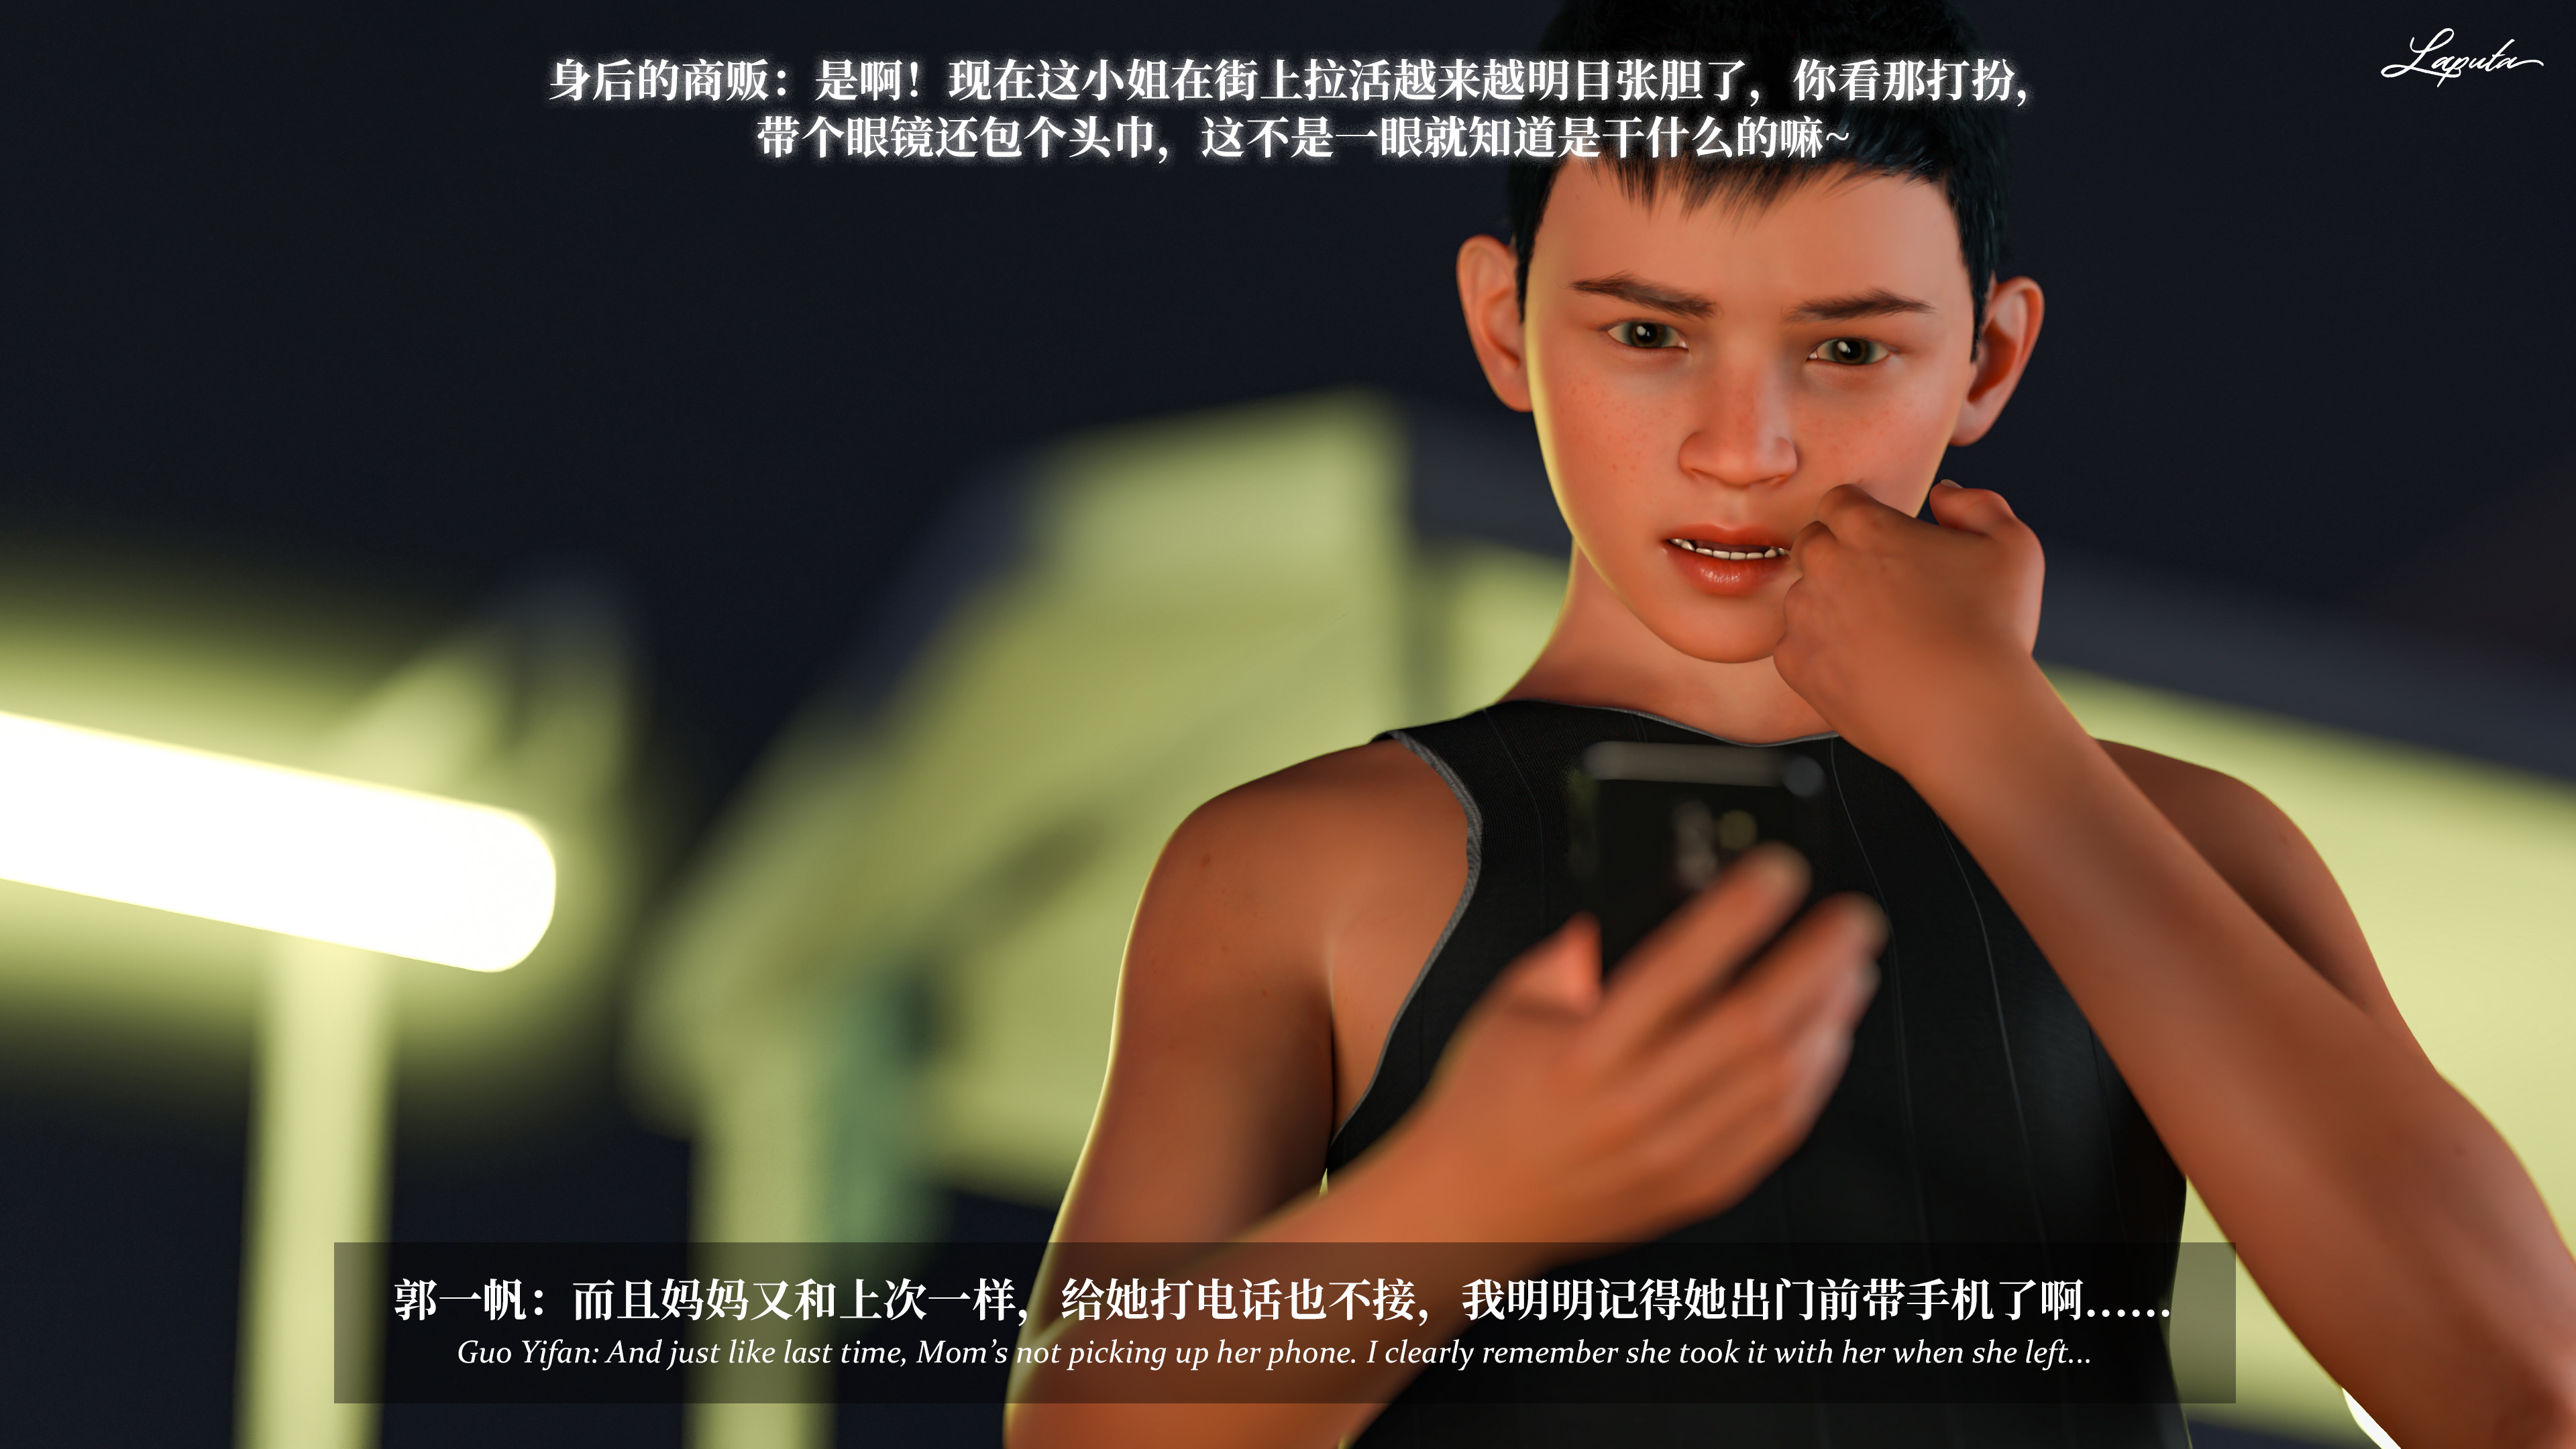 Laputa
身后的商贩：是啊！现在这小姐在街上拉活越来越明目张胆了，你看那打扮，
带个眼镜还包个头巾，这不是一眼就知道是干什么的嘛~
郭一帆：而且妈妈又和上次一样，给她打电话也不接，我明明记得她出门前带手机了啊……
Guo Yifan: And just like last time, Mom’s not picking up her phone. I clearly remember she took it with her when she left...